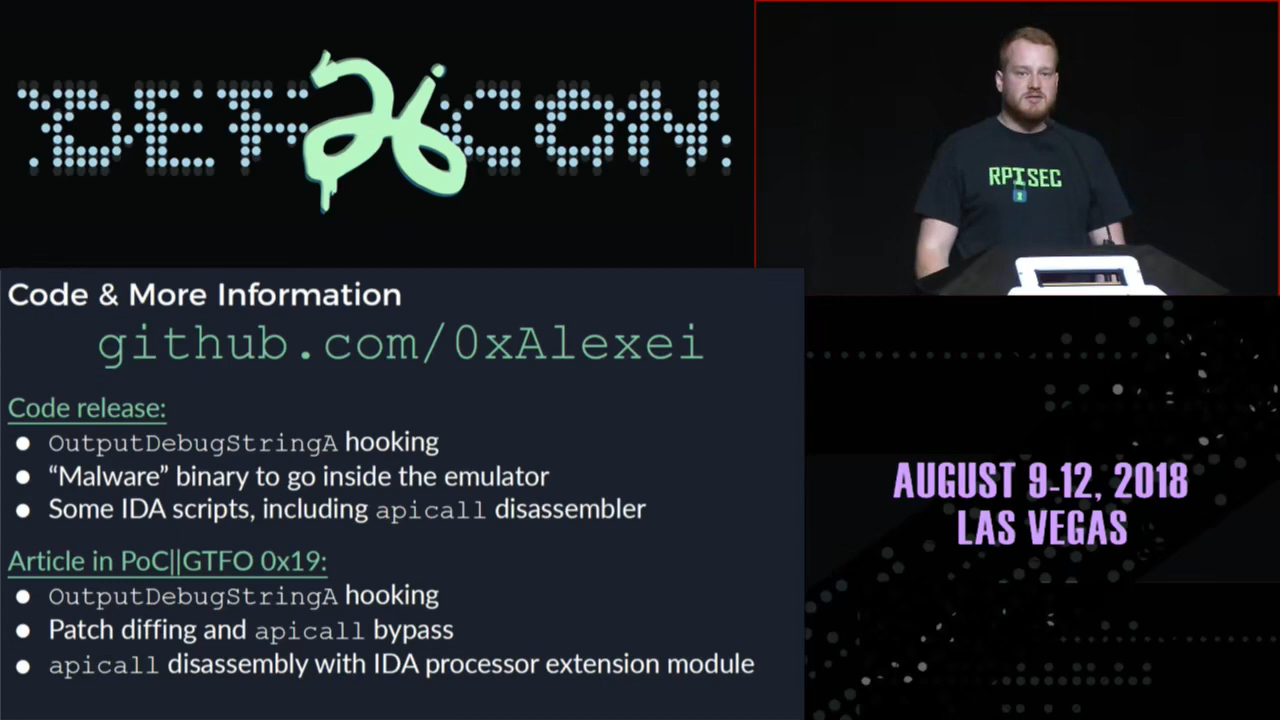 DEF 26 CON
RPISEC
Code & More Information
github.com/0xAlexei
Code release:
● OutputDebugStringA hooking
● “Malware” binary to go inside the emulator
● Some IDA scripts, including apicall disassembler
Article in PoC||GTFO 0x19:
● OutputDebugStringA hooking
● Patch diffing and apicall bypass
● apicall disassembly with IDA processor extension module
AUGUST 9-12, 2018
LAS VEGAS